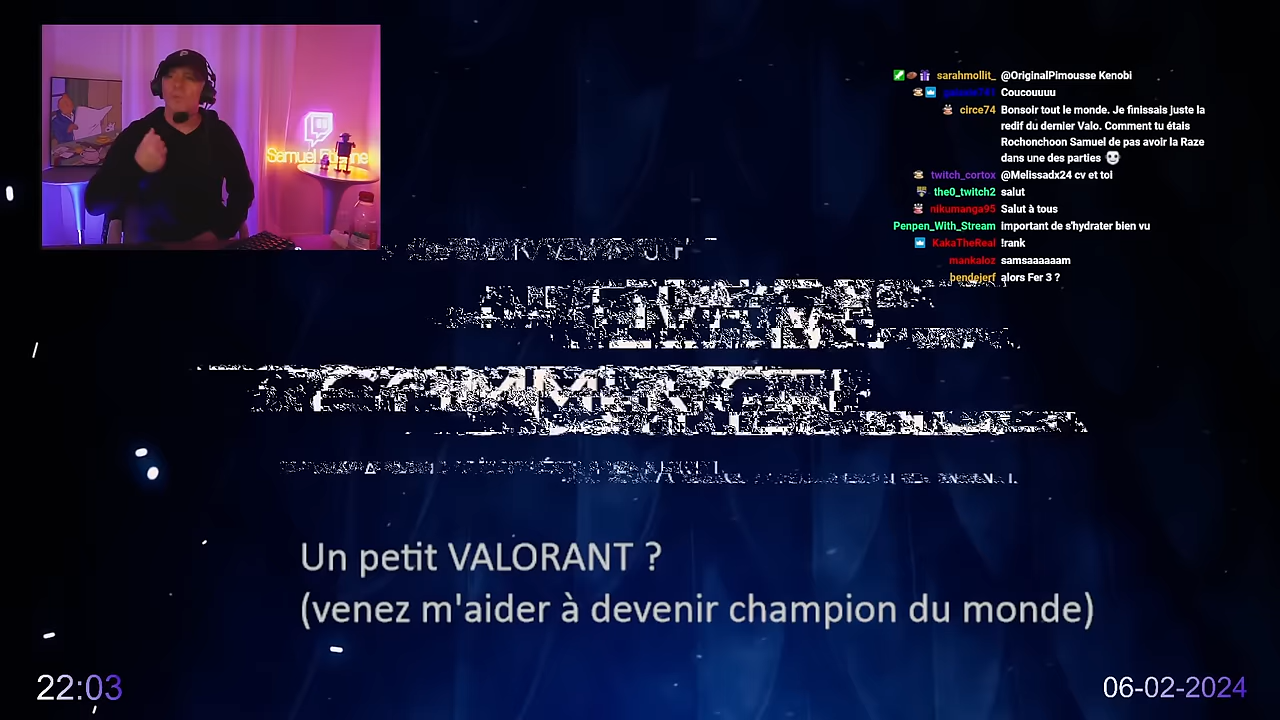 Samuel Etienne
sarahmollit_ @OriginalPimousse Kenobi
Coucouuuu
circe74 Bonsoir tout le monde. Je finissais juste la
redif du dernier Valo. Comment tu étais
Rochonchoon Samuel de pas avoir la Raze
dans une des parties
twitch_cortox @Melissadx24 cv et toi
the0_twitch2 salut
nikumanga95 Salut à tous
Penpen_With_Stream important de s'hydrater bien vu
KakaTheReal !rank
mankaloz samsaaaaaam
bendejerf alors Fer 3 ?
Un petit VALORANT ?
(venez m'aider à devenir champion du monde)
22:03
06-02-2024